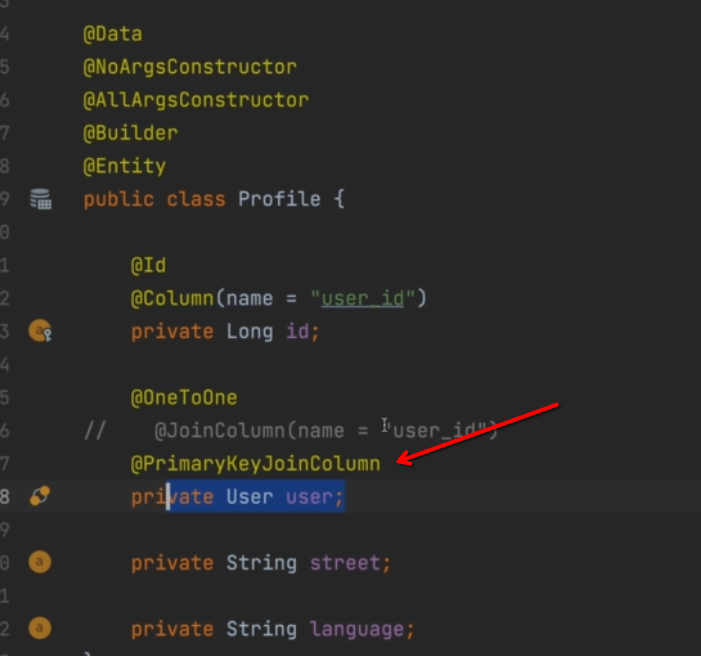 3
4 @Data
5 @NoArgsConstructor
6 @AllArgsConstructor
7 @Builder
8 @Entity
9 public class Profile {
0
1 @Id
2 @Column(name = "user_id")
3 private Long id;
4
5 @OneToOne
6 // @JoinColumn(name = "user_id")
7 @PrimaryKeyJoinColumn
8 private User user;
9
0 private String street;
1
2 private String language;
}